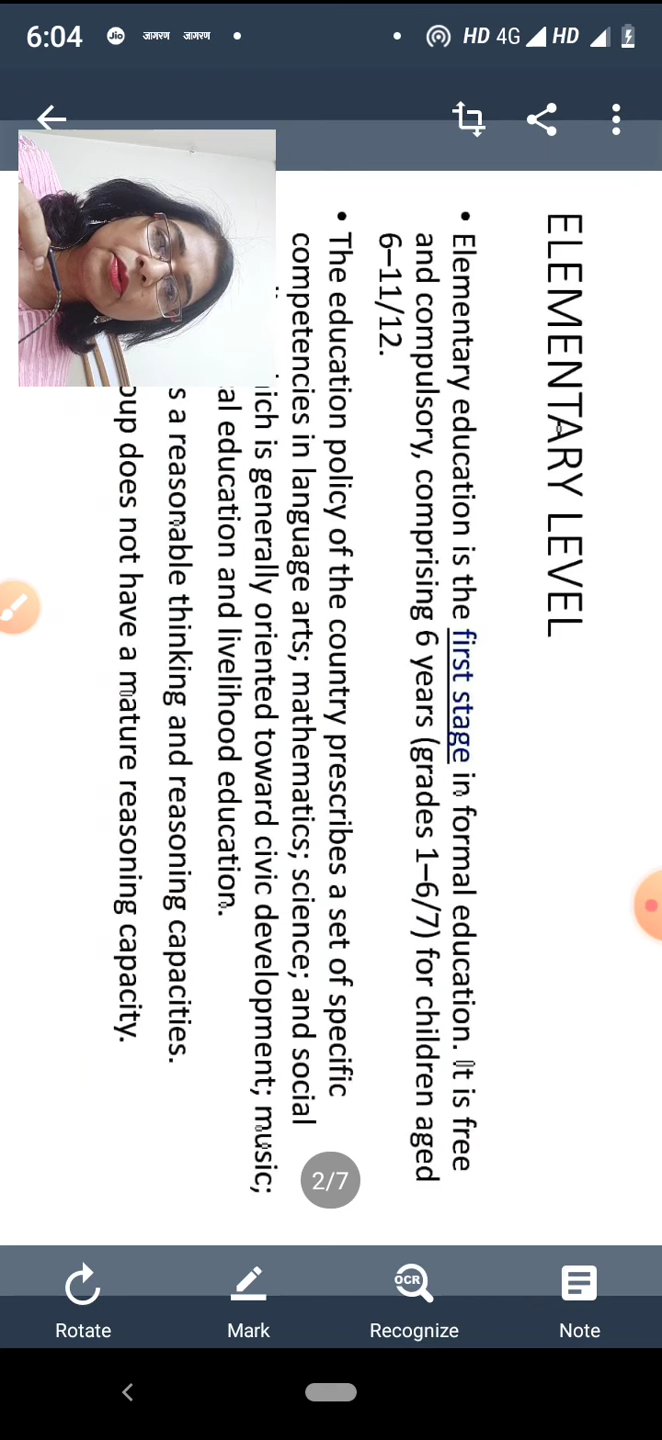 6:04 Jio जागरण जागरण HD 4G HD
ELEMENTARY LEVEL
• Elementary education is the first stage in formal education. It is free
and compulsory, comprising 6 years (grades 1–6/7) for children aged
6–11/12.
• The education policy of the country prescribes a set of specific
competencies in language arts; mathematics; science; and social
is generally oriented toward civic development; music;
education and livelihood education.
a reasonable thinking and reasoning capacities.
does not have a mature reasoning capacity.
2/7
Rotate
Mark
OCR
Recognize
Note